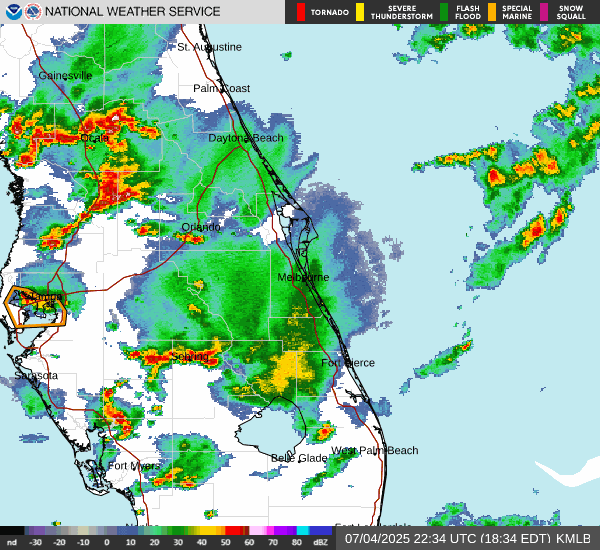 NATIONAL WEATHER SERVICE
TORNADO
SEVERE THUNDERSTORM
FLASH FLOOD
SPECIAL MARINE
SNOW SQUALL
St. Augustine
Gainesville
Palm Coast
Ocala
Daytona Beach
Orlando
Melbourne
Tampa
Sebring
Fort Pierce
Sarasota
West Palm Beach
Belle Glade
Fort Myers
nd -30 -20 -10 0 10 20 30 40 50 60 70 80 dBZ
07/04/2025 22:34 UTC (18:34 EDT) KMLB